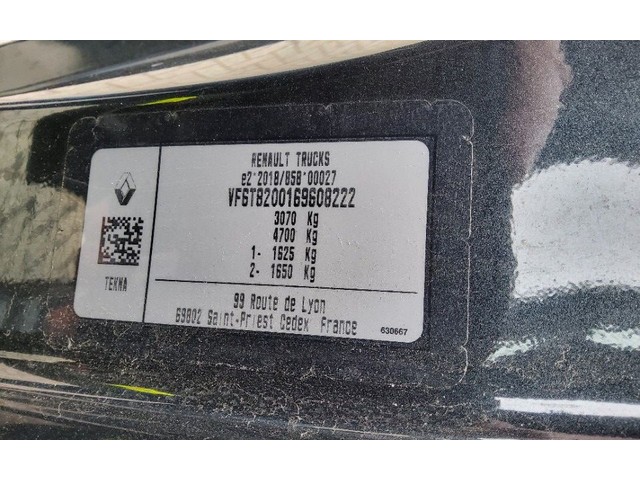 RENAULT TRUCKS
e2*2018/858*00027
VF6TB200169608222
3070 Kg
4700 Kg
1- 1625 Kg
2- 1650 Kg
TEKNA
99 Route de Lyon
69802 Saint-Priest Cedex France
630667